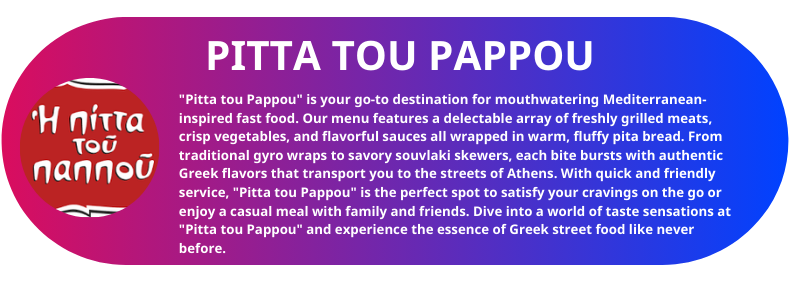 PITTA TOU PAPPOU
Ἡ πίττα
τοῦ
παπποῦ
"Pitta tou Pappou" is your go-to destination for mouthwatering Mediterranean-
inspired fast food. Our menu features a delectable array of freshly grilled meats,
crisp vegetables, and flavorful sauces all wrapped in warm, fluffy pita bread. From
traditional gyro wraps to savory souvlaki skewers, each bite bursts with authentic
Greek flavors that transport you to the streets of Athens. With quick and friendly
service, "Pitta tou Pappou" is the perfect spot to satisfy your cravings on the go or
enjoy a casual meal with family and friends. Dive into a world of taste sensations at
"Pitta tou Pappou" and experience the essence of Greek street food like never
before.